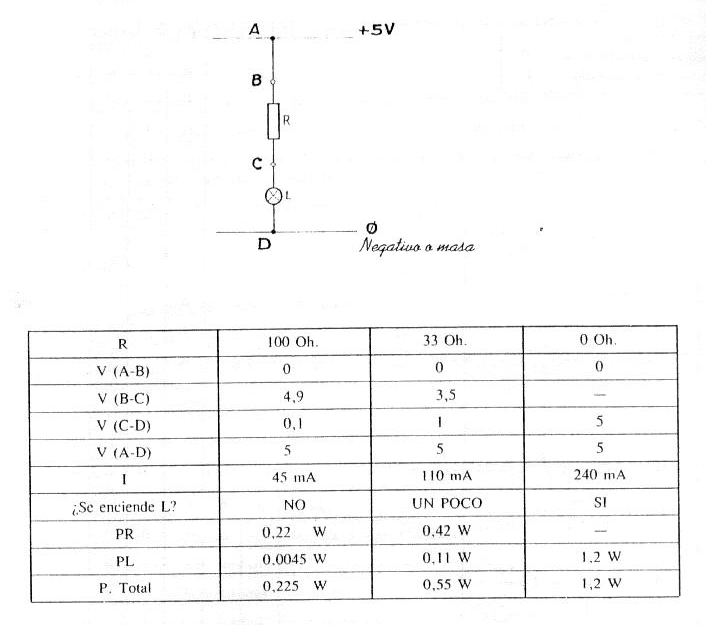 A +5V
B
R
C
L
Ø
D Negativo o masa
R 100 Oh. 33 Oh. 0 Oh.
V (A-B) 0 0 0
V (B-C) 4,9 3,5 —
V (C-D) 0,1 1 5
V (A-D) 5 5 5
I 45 mA 110 mA 240 mA
¿Se enciende L? NO UN POCO SI
PR 0,22 W 0,42 W —
PL 0.0045 W 0,11 W 1,2 W
P. Total 0,225 W 0,55 W 1,2 W